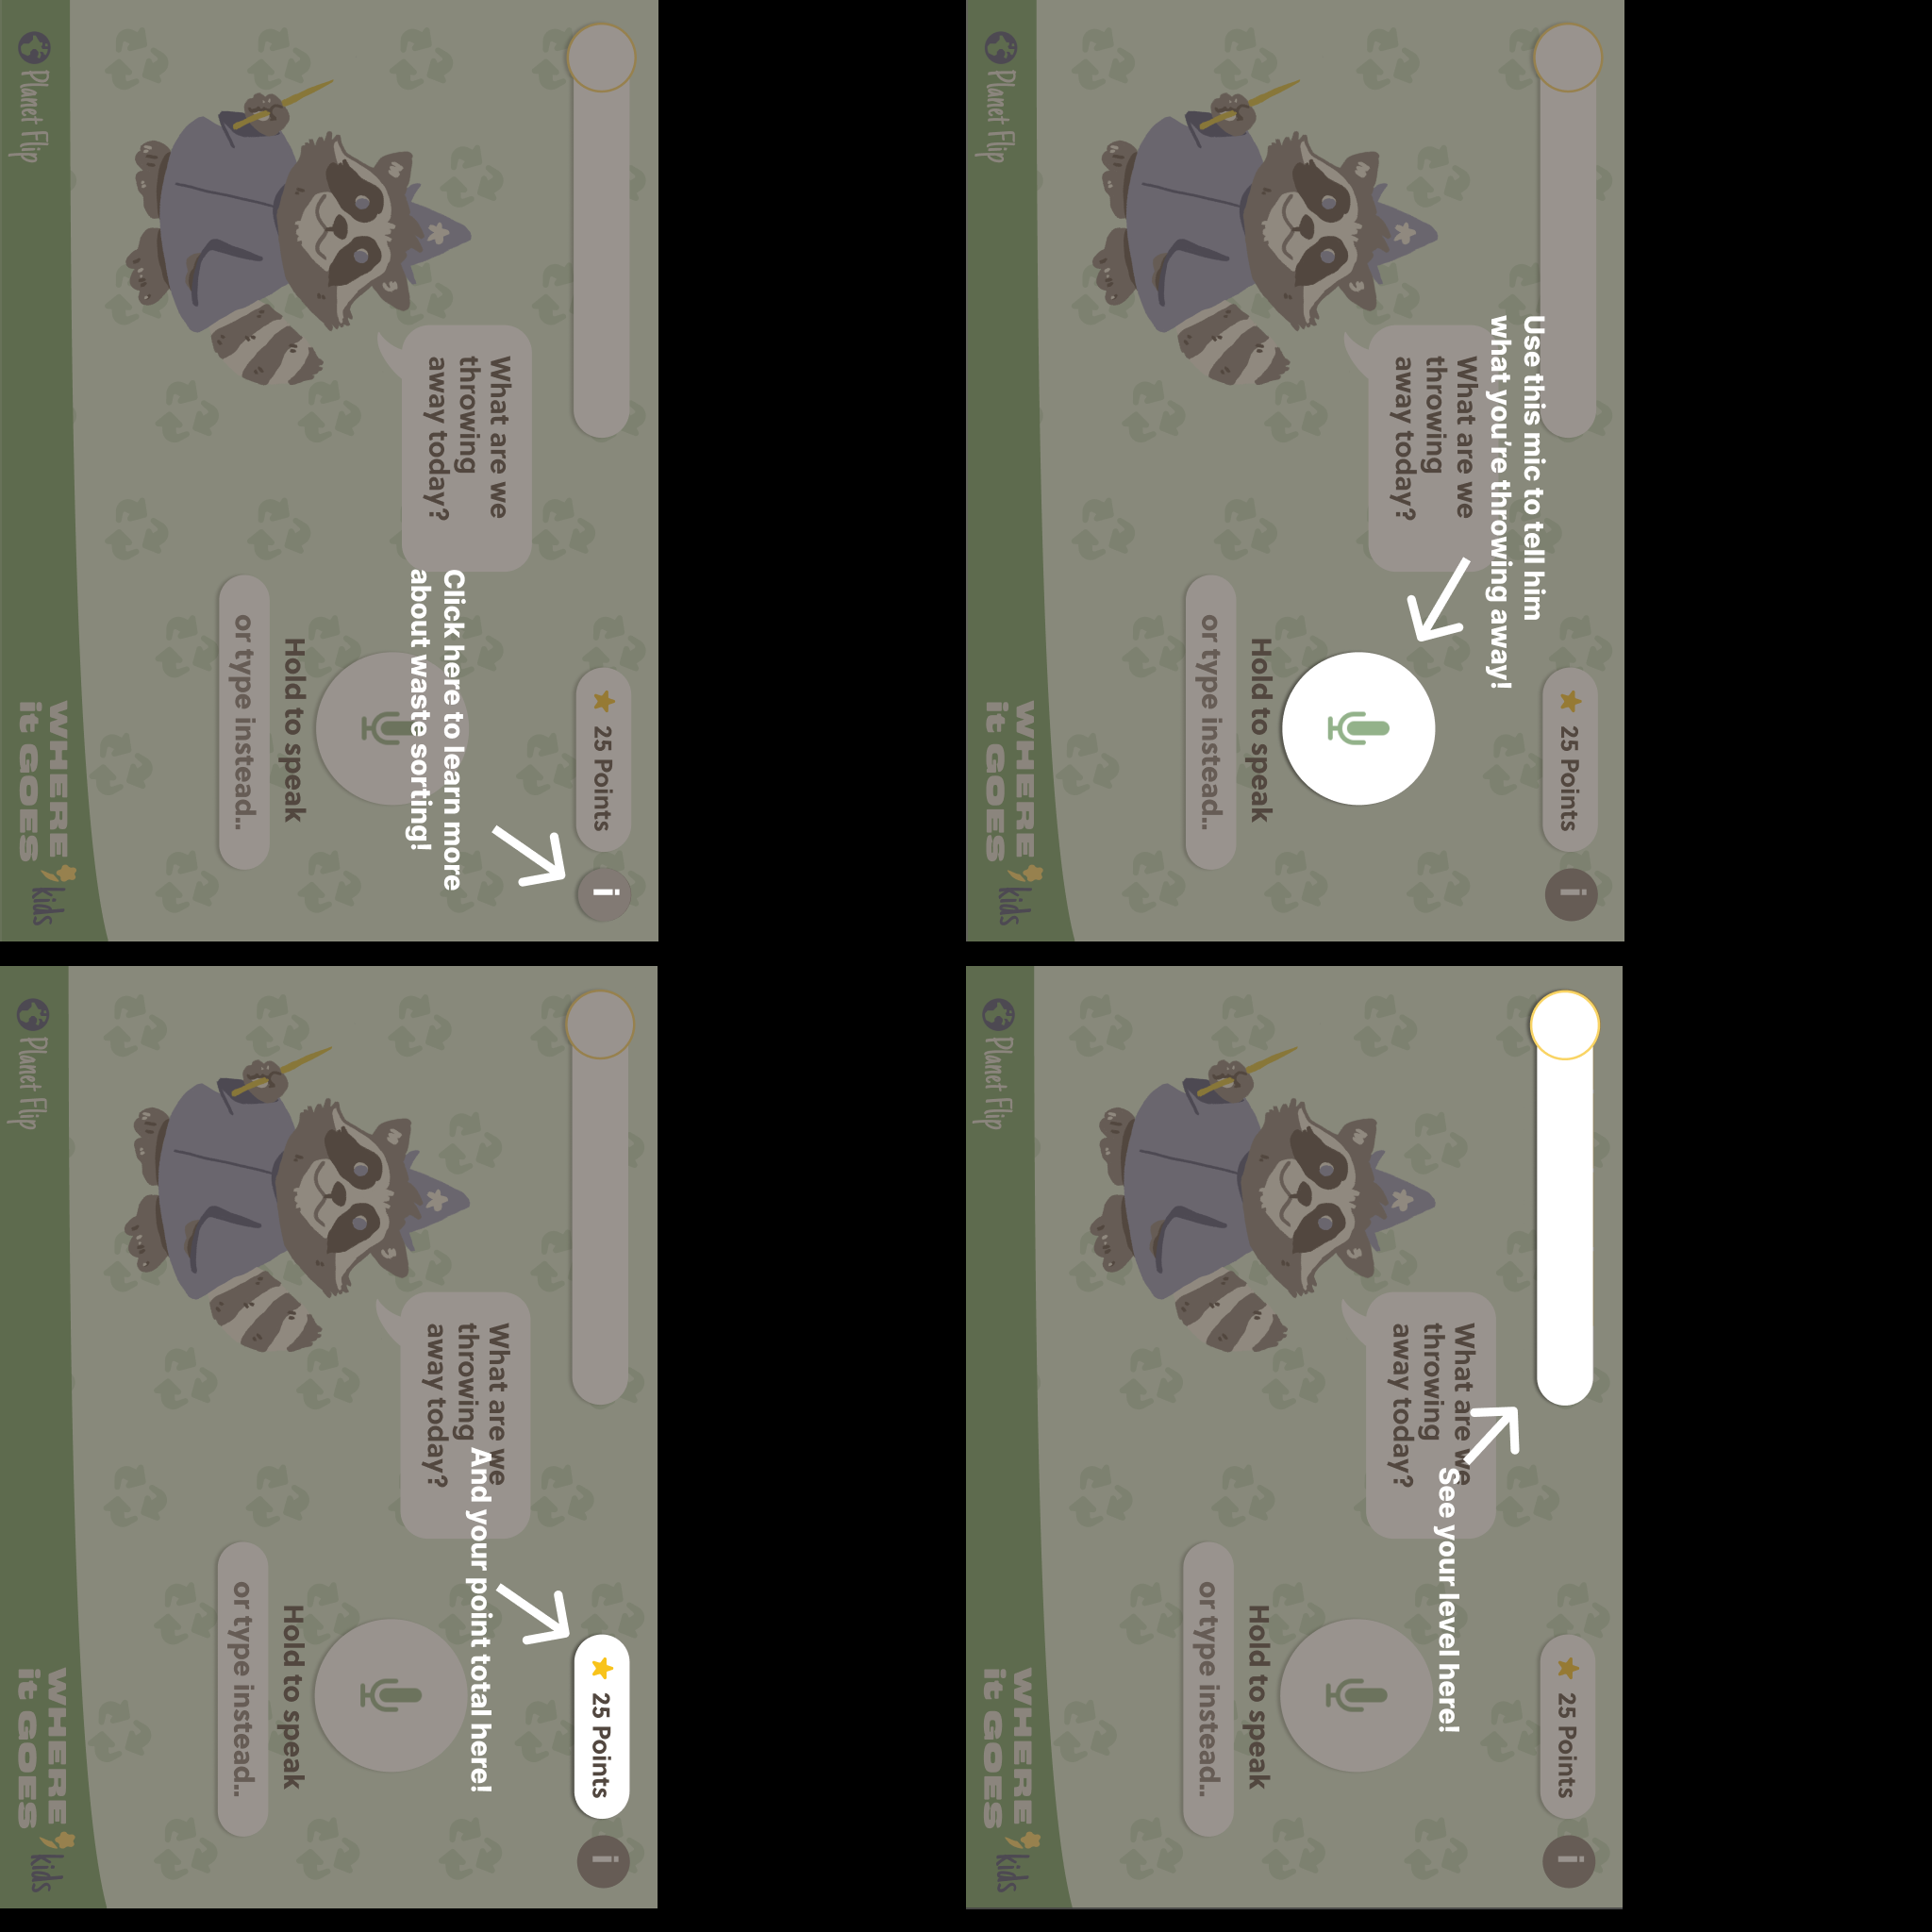 25 Points
i
What are we
throwing
away today?
Click here to learn more
about waste sorting!
Hold to speak
or type instead..
Planet Flip
WHERE
it GOES
kids
Use this mic to tell him
what you're throwing away!
25 Points
i
What are we
throwing
away today?
Hold to speak
or type instead..
Planet Flip
WHERE
it GOES
kids
25 Points
i
What are we
throwing
away today?
And your point total here!
Hold to speak
or type instead..
Planet Flip
WHERE
it GOES
kids
25 Points
i
What are we
throwing
away today?
See your level here!
Hold to speak
or type instead..
Planet Flip
WHERE
it GOES
kids